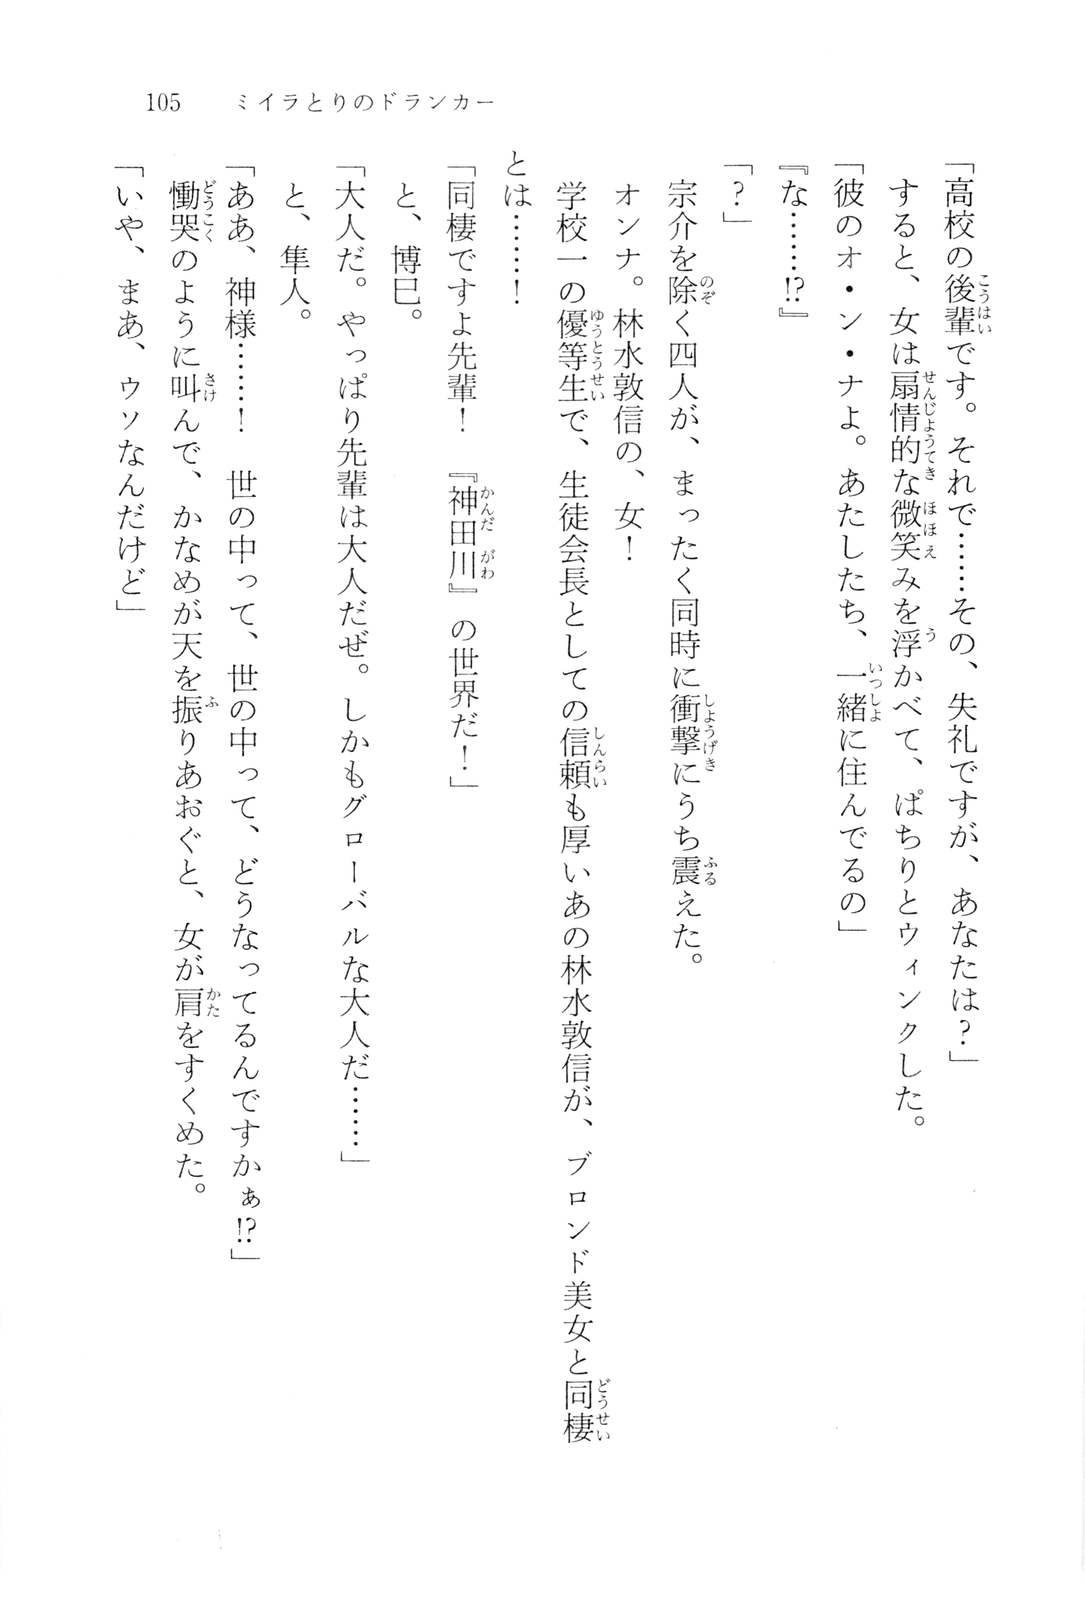 105　ミイラとりのドランカー
「高校の後輩です。それで……その、失礼ですが、あなたは？」
すると、女は扇情的な微笑みを浮かべて、ぱちりとウィンクした。
「彼のオ・ン・ナよ。あたしたち、一緒に住んでるの」
『な……!?』
「？」
宗介を除く四人が、まったく同時に衝撃にうち震えた。
オンナ。林水敦信の、女！
学校一の優等生で、生徒会長としての信頼も厚いあの林水敦信が、ブロンド美女と同棲
とは……！
「同棲ですよ先輩！　『神田川』の世界だ！」
と、博巳。
「大人だ。やっぱり先輩は大人だぜ。しかもグローバルな大人だ……」
と、隼人。
「ああ、神様……！　世の中って、世の中って、どうなってるんですかぁ!?」
慟哭のように叫んで、かなめが天を振りあおぐと、女が肩をすくめた。
「いや、まあ、ウソなんだけど」